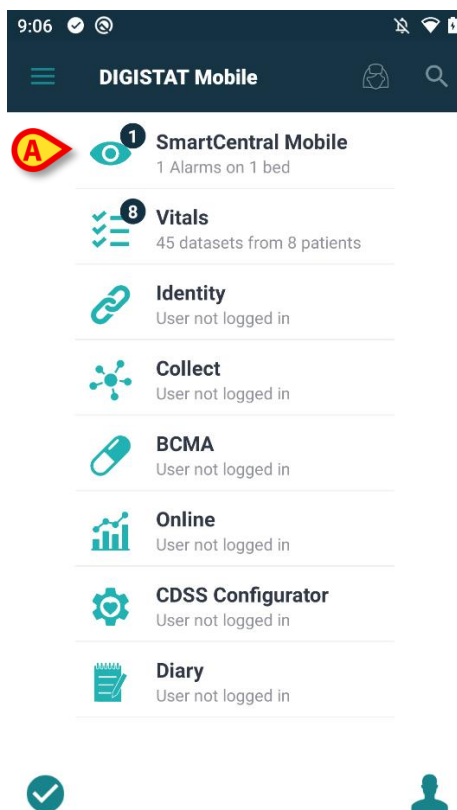 9:06
DIGISTAT Mobile
A
1
SmartCentral Mobile
1 Alarms on 1 bed
8
Vitals
45 datasets from 8 patients
Identity
User not logged in
Collect
User not logged in
BCMA
User not logged in
Online
User not logged in
CDSS Configurator
User not logged in
Diary
User not logged in